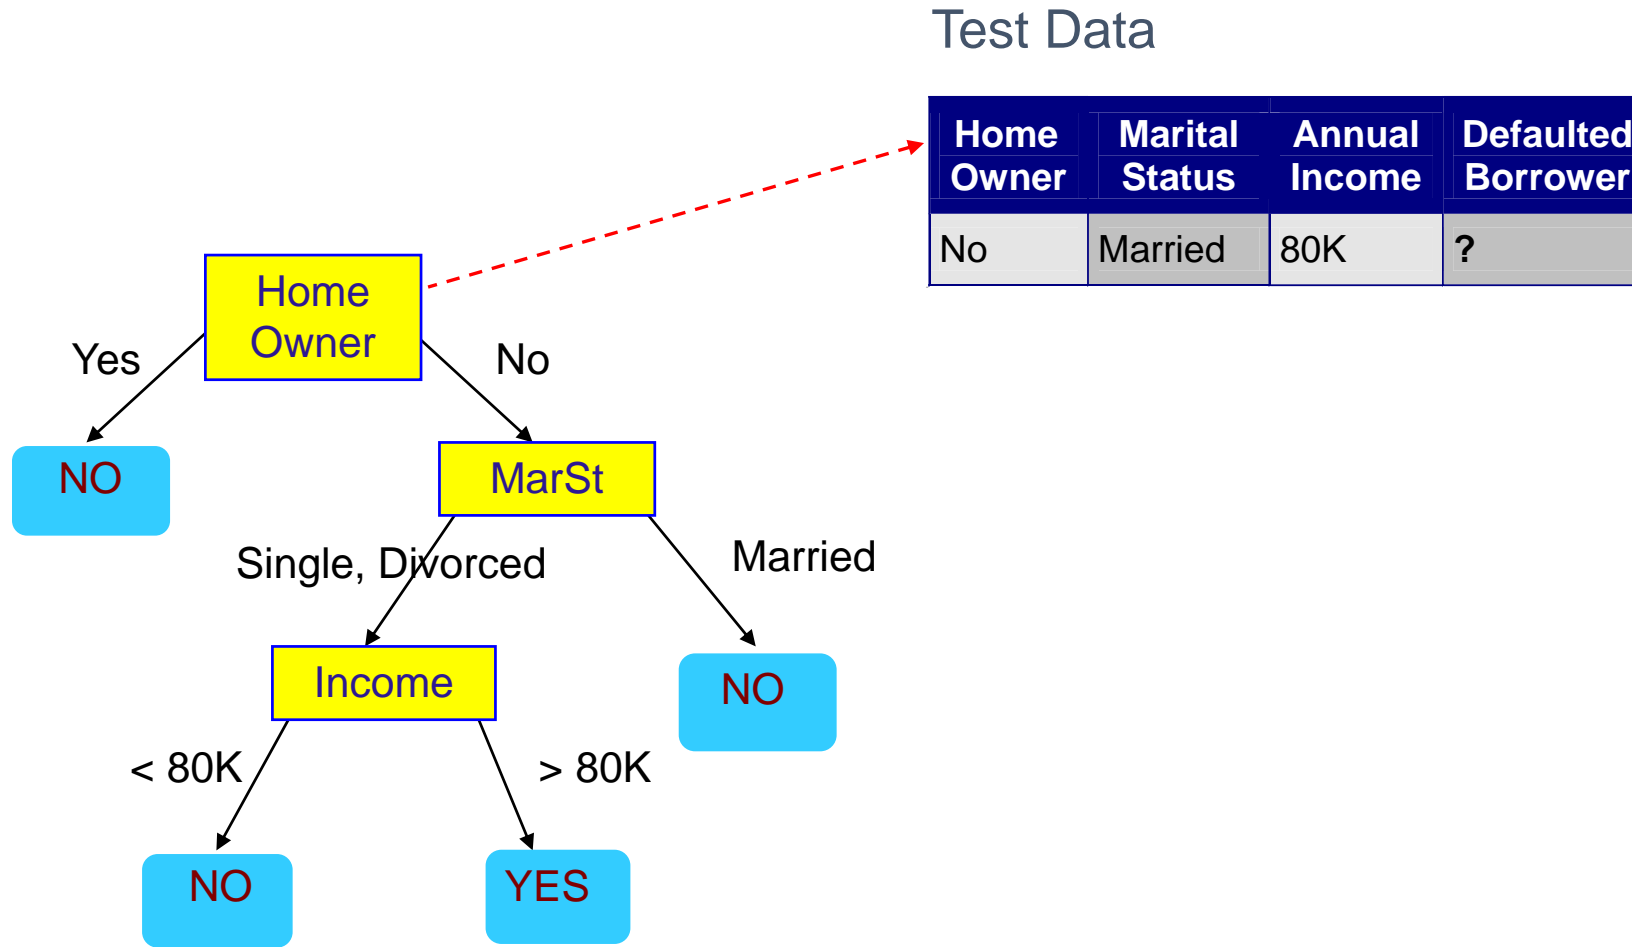 Test Data
Home Marital Annual Defaulted
Owner Status Income Borrower
No Married 80K ?
Home
Owner
Yes No
NO
MarSt
Single, Divorced Married
Income
NO
< 80K > 80K
NO YES